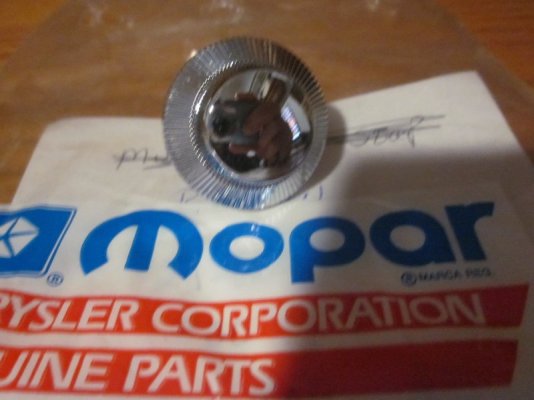 mopar
® ® MARCA REG.
RYSLER CORPORATION
UINE PARTS